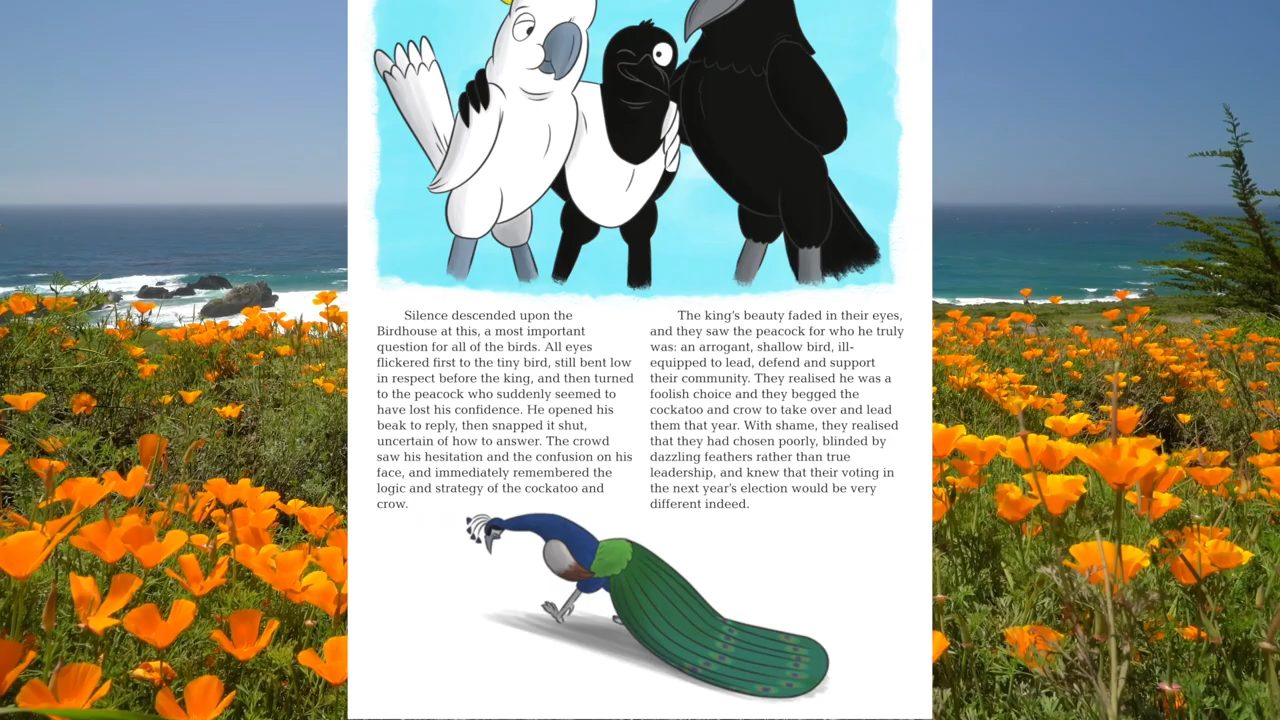 Silence descended upon the
Birdhouse at this, a most important
question for all of the birds. All eyes
flickered first to the tiny bird, still bent low
in respect before the king, and then turned
to the peacock who suddenly seemed to
have lost his confidence. He opened his
beak to reply, then snapped it shut,
uncertain of how to answer. The crowd
saw his hesitation and the confusion on his
face, and immediately remembered the
logic and strategy of the cockatoo and
crow.
The king's beauty faded in their eyes,
and they saw the peacock for who he truly
was: an arrogant, shallow bird, ill-
equipped to lead, defend and support
their community. They realised he was a
foolish choice and they begged the
cockatoo and crow to take over and lead
them that year. With shame, they realised
that they had chosen poorly, blinded by
dazzling feathers rather than true
leadership, and knew that their voting in
the next year's election would be very
different indeed.